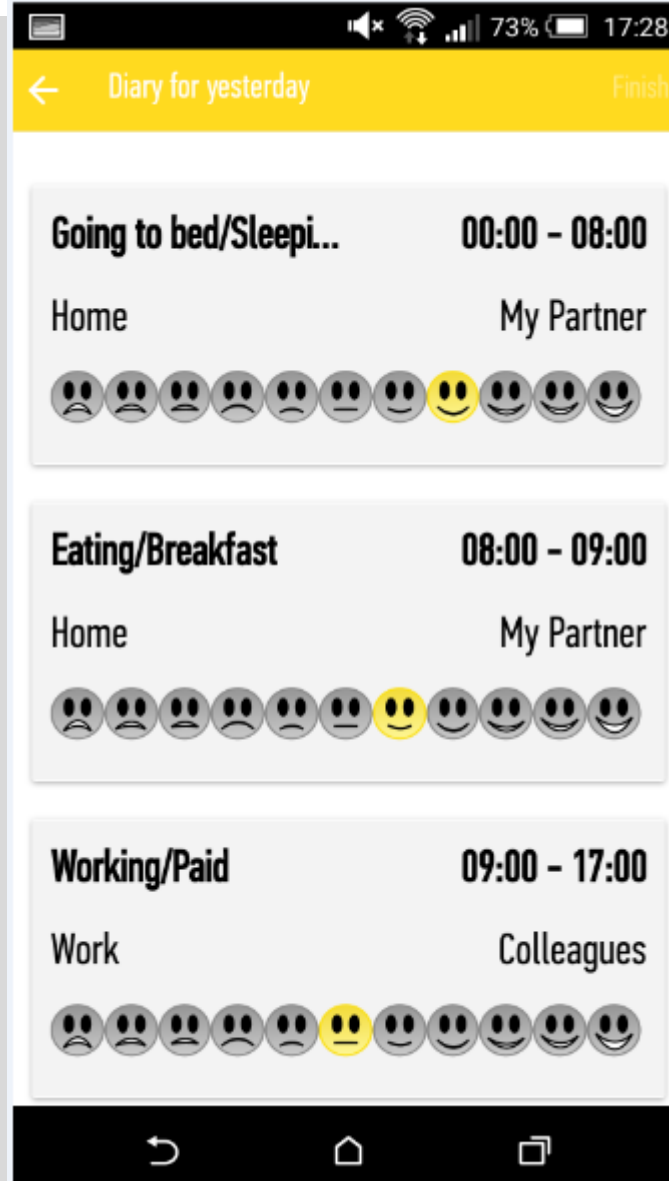 73% 17:28
Diary for yesterday Finish
Going to bed/Sleepi... 00:00 - 08:00
Home My Partner
Eating/Breakfast 08:00 - 09:00
Home My Partner
Working/Paid 09:00 - 17:00
Work Colleagues